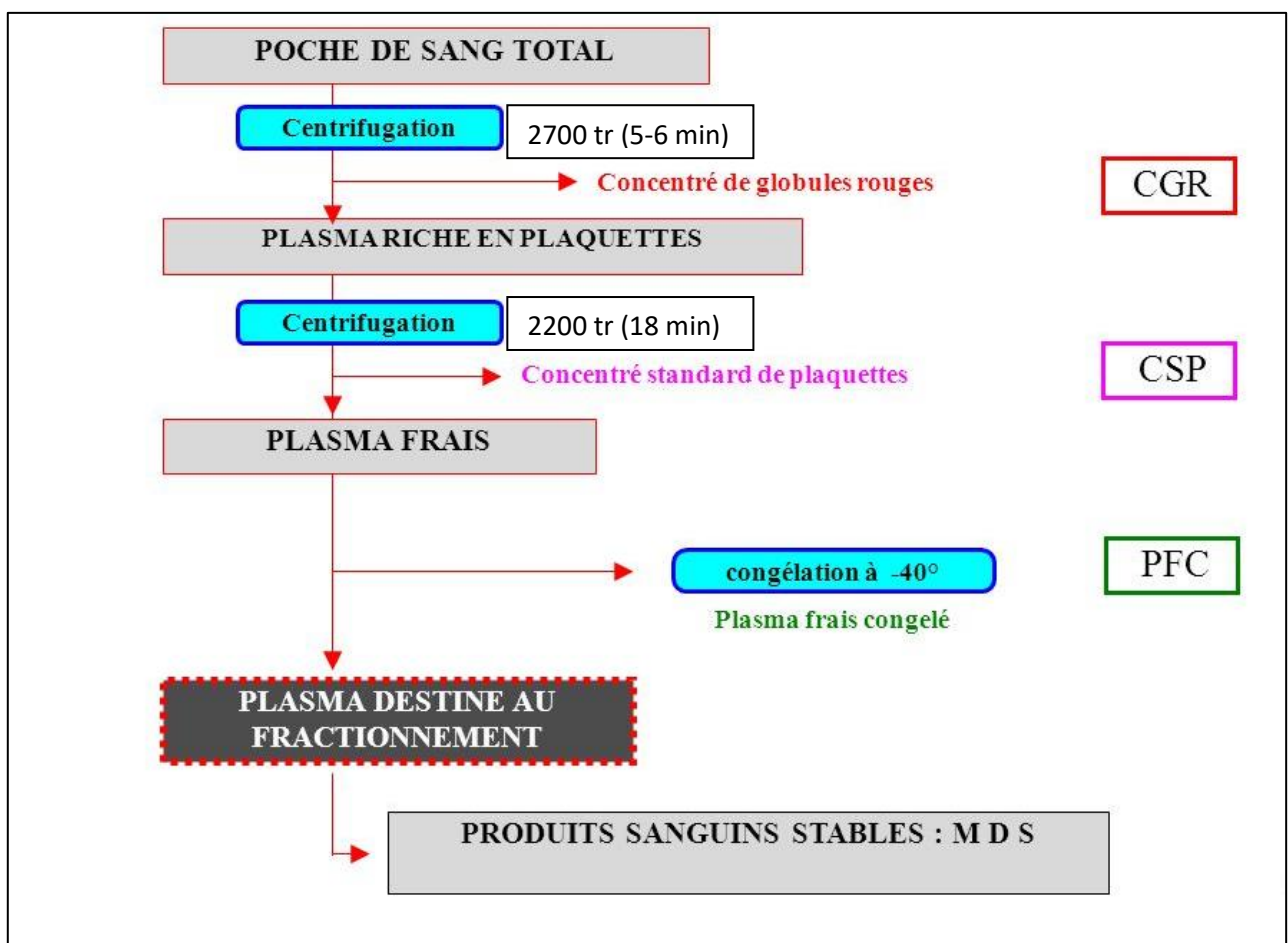 POCHE DE SANG TOTAL
Centrifugation
2700 tr (5-6 min)
Concentré de globules rouges
CGR
PLASMA RICHE EN PLAQUETTES
Centrifugation
2200 tr (18 min)
Concentré standard de plaquettes
CSP
PLASMA FRAIS
congélation à -40°
PFC
Plasma frais congelé
PLASMA DESTINE AU
FRACTIONNEMENT
PRODUITS SANGUINS STABLES : M D S